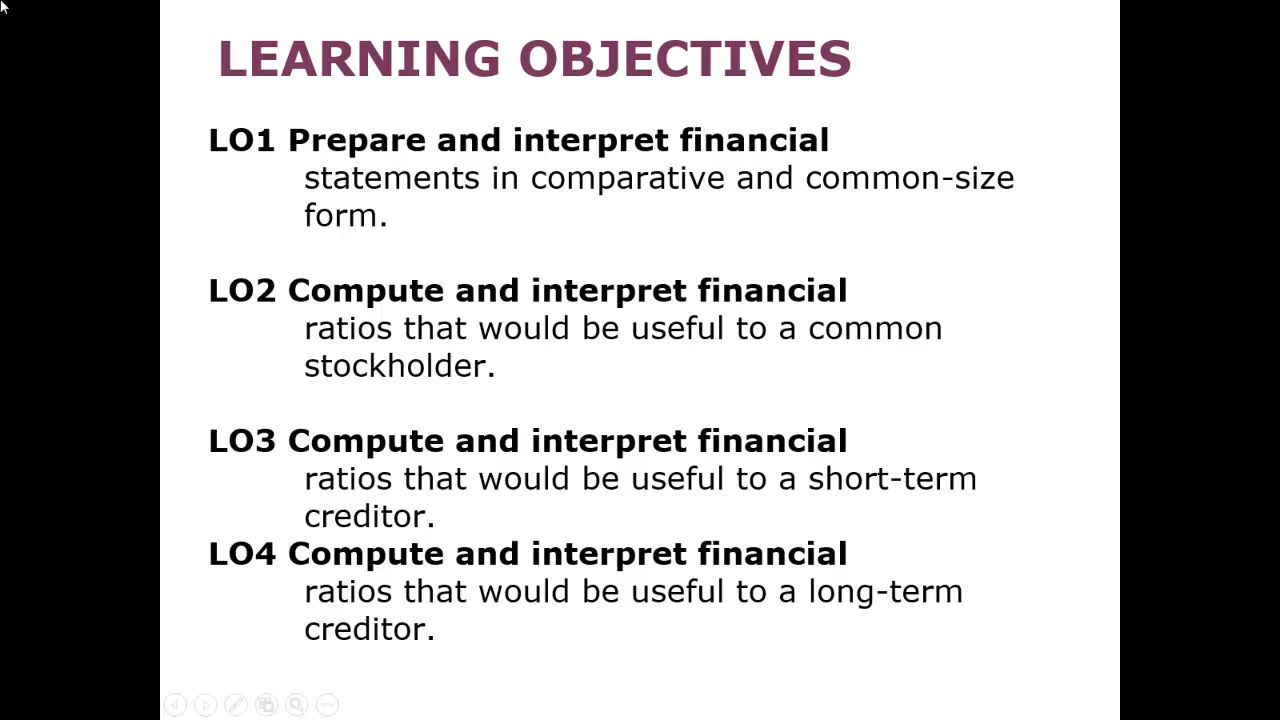 LEARNING OBJECTIVES
LO1 Prepare and interpret financial
statements in comparative and common-size
form.
LO2 Compute and interpret financial
ratios that would be useful to a common
stockholder.
LO3 Compute and interpret financial
ratios that would be useful to a short-term
creditor.
LO4 Compute and interpret financial
ratios that would be useful to a long-term
creditor.